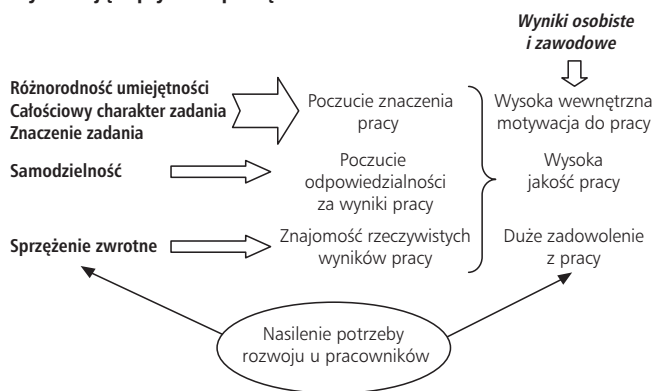 Wyniki osobiste
i zawodowe
Różnorodność umiejętności
Całościowy charakter zadania
Znaczenie zadania
Poczucie znaczenia
pracy
Wysoka wewnętrzna
motywacja do pracy
Samodzielność
Poczucie
odpowiedzialności
za wyniki pracy
Wysoka
jakość pracy
Sprzężenie zwrotne
Znajomość rzeczywistych
wyników pracy
Duże zadowolenie
z pracy
Nasilenie potrzeby
rozwoju u pracowników